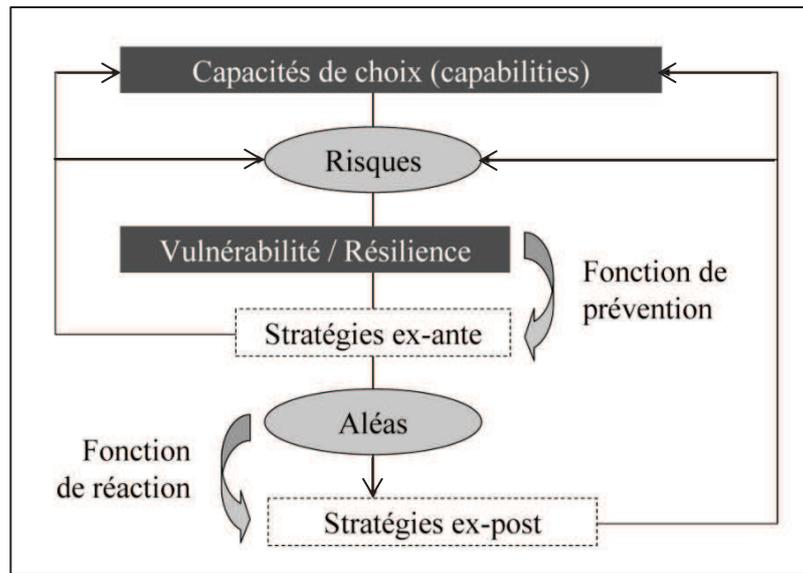 Capacités de choix (capabilities)
Risques
Vulnérabilité / Résilience
Fonction de
prévention
Stratégies ex-ante
Aléas
Fonction
de réaction
Stratégies ex-post